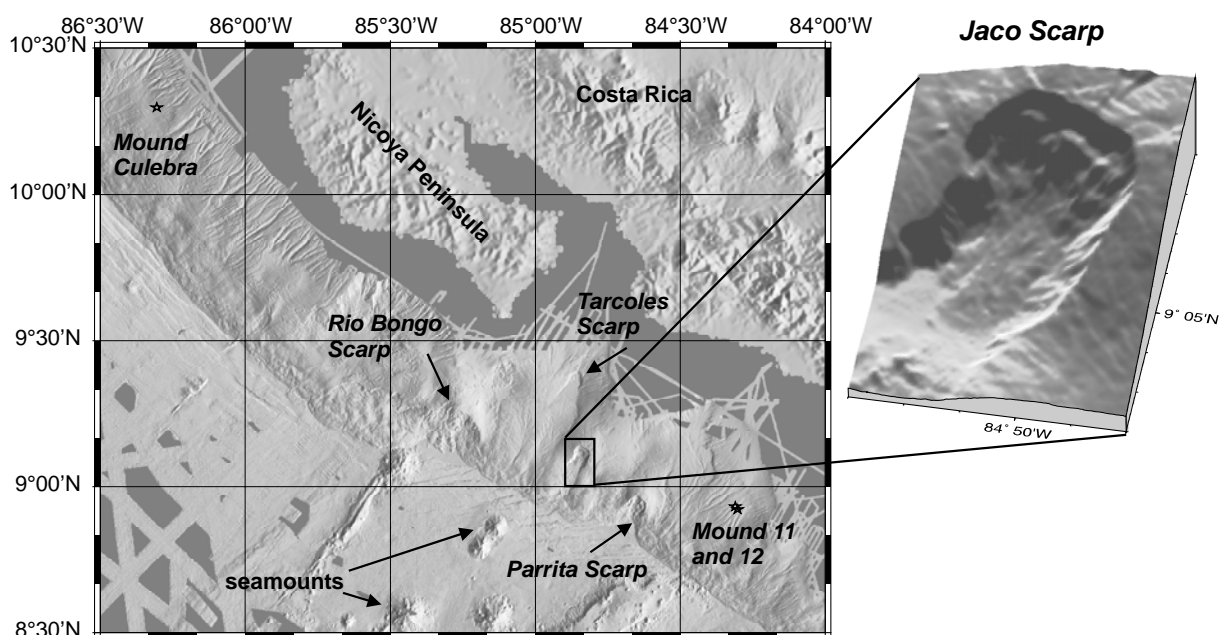 86°30'W 86°00'W 85°30'W 85°00'W 84°30'W 84°00'W
Jaco Scarp
10°30'N
Costa Rica
Nicoya Peninsula
Mound
Culebra
10°00'N
Tarcoles
Scarp
Rio Bongo
Scarp
9° 05'N
9°30'N
84° 50'W
9°00'N
Mound 11
and 12
Parrita Scarp
seamounts
8°30'N